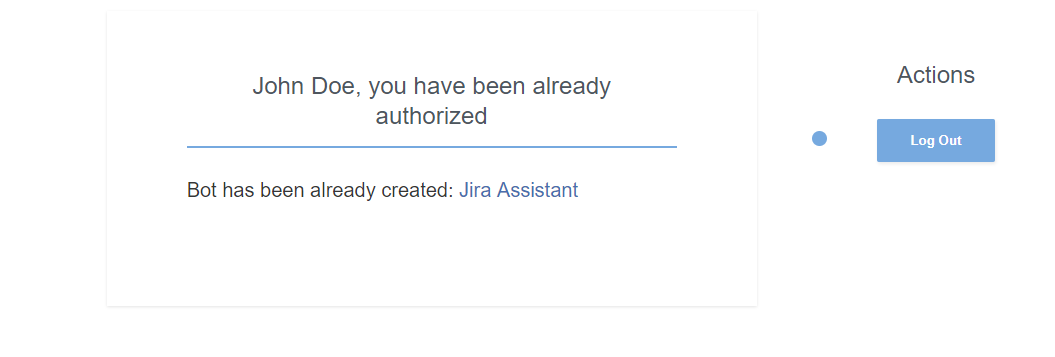 John Doe, you have been already
authorized
Bot has been already created: Jira Assistant
Actions
Log Out